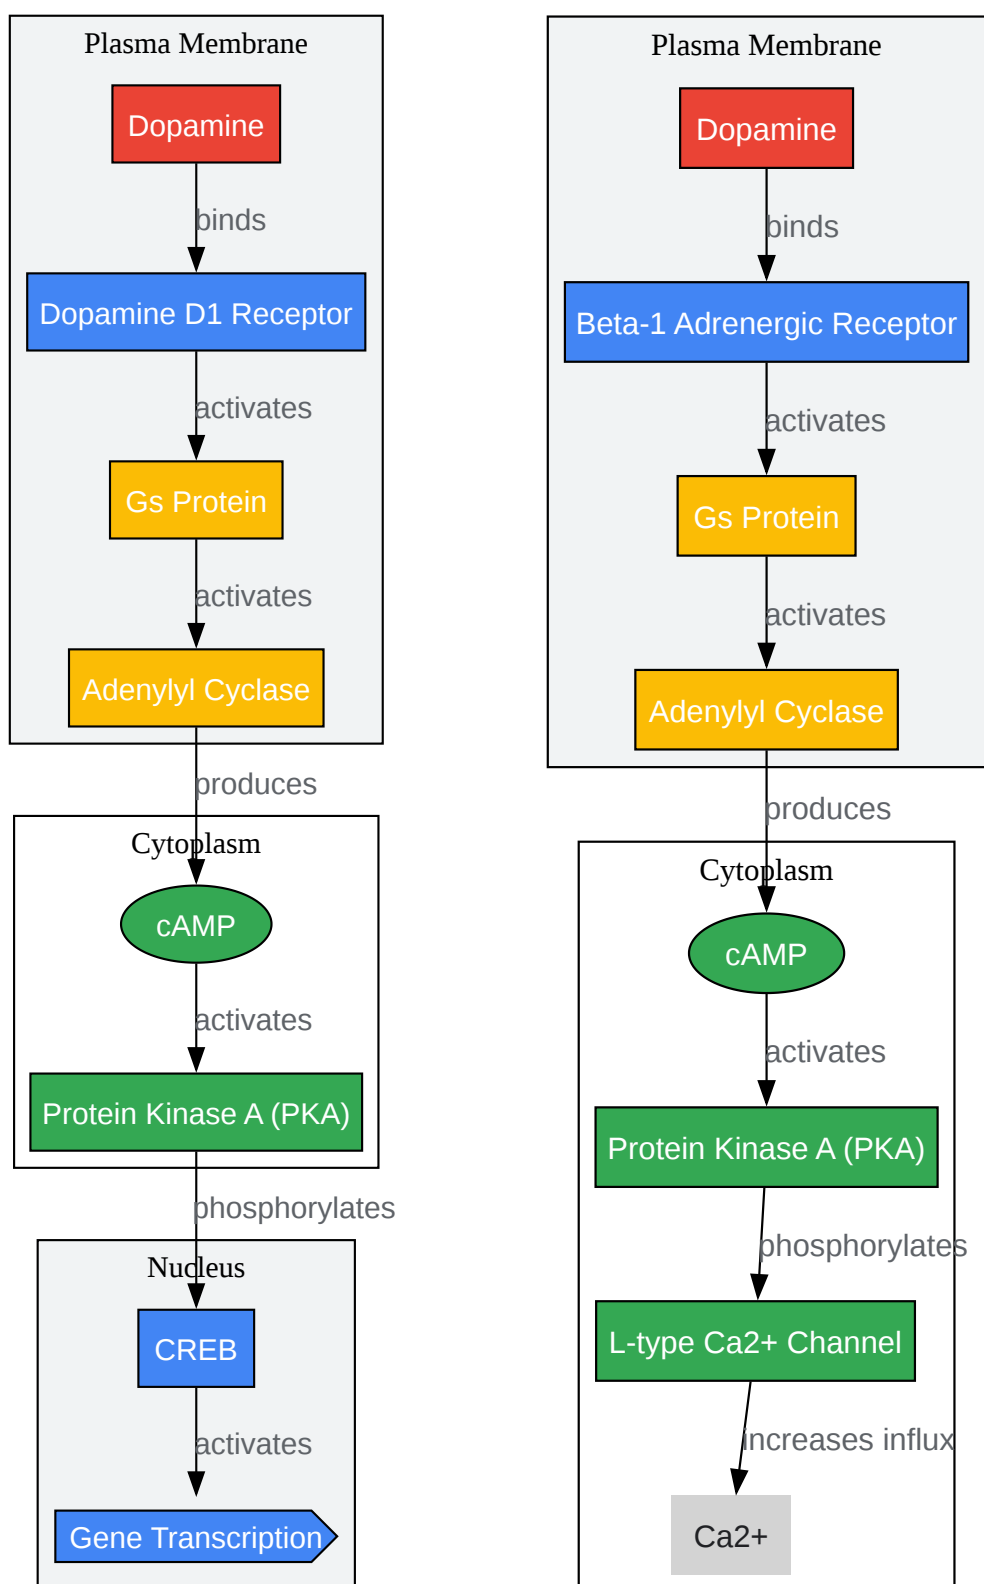 Plasma Membrane
Dopamine
binds
Dopamine D1 Receptor
activates
Gs Protein
activates
Adenylyl Cyclase
produces
Cytoplasm
cAMP
activates
Protein Kinase A (PKA)
phosphorylates
Nucleus
CREB
activates
Gene Transcription
Plasma Membrane
Dopamine
binds
Beta-1 Adrenergic Receptor
activates
Gs Protein
activates
Adenylyl Cyclase
produces
Cytoplasm
cAMP
activates
Protein Kinase A (PKA)
phosphorylates
L-type Ca2+ Channel
increases influx
Ca2+